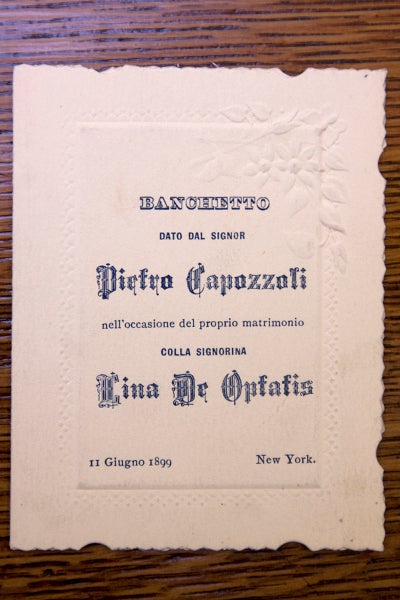 BANCHETTO
DATO DAL SIGNOR
Pietro Capozzoli
nell'occasione del proprio matrimonio
COLLA SIGNORINA
Lina De Optatis
11 Giugno 1899 New York.